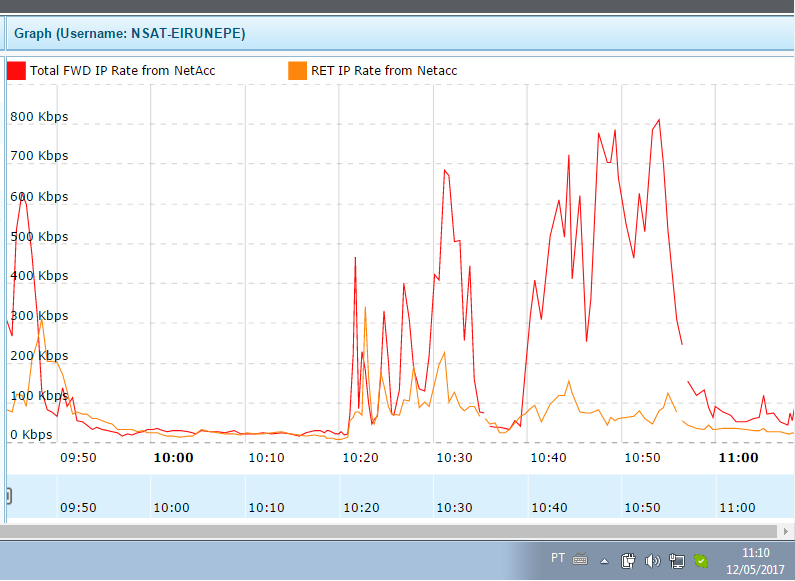 Graph (Username: NSAT-EIRUNEPE)
Total FWD IP Rate from NetAcc RET IP Rate from Netacc
800 Kbps
700 Kbps
600 Kbps
500 Kbps
400 Kbps
300 Kbps
200 Kbps
100 Kbps
0 Kbps
09:50 10:00 10:10 10:20 10:30 10:40 10:50 11:00
09:50 10:00 10:10 10:20 10:30 10:40 10:50 11:00
PT 11:10
12/05/2017